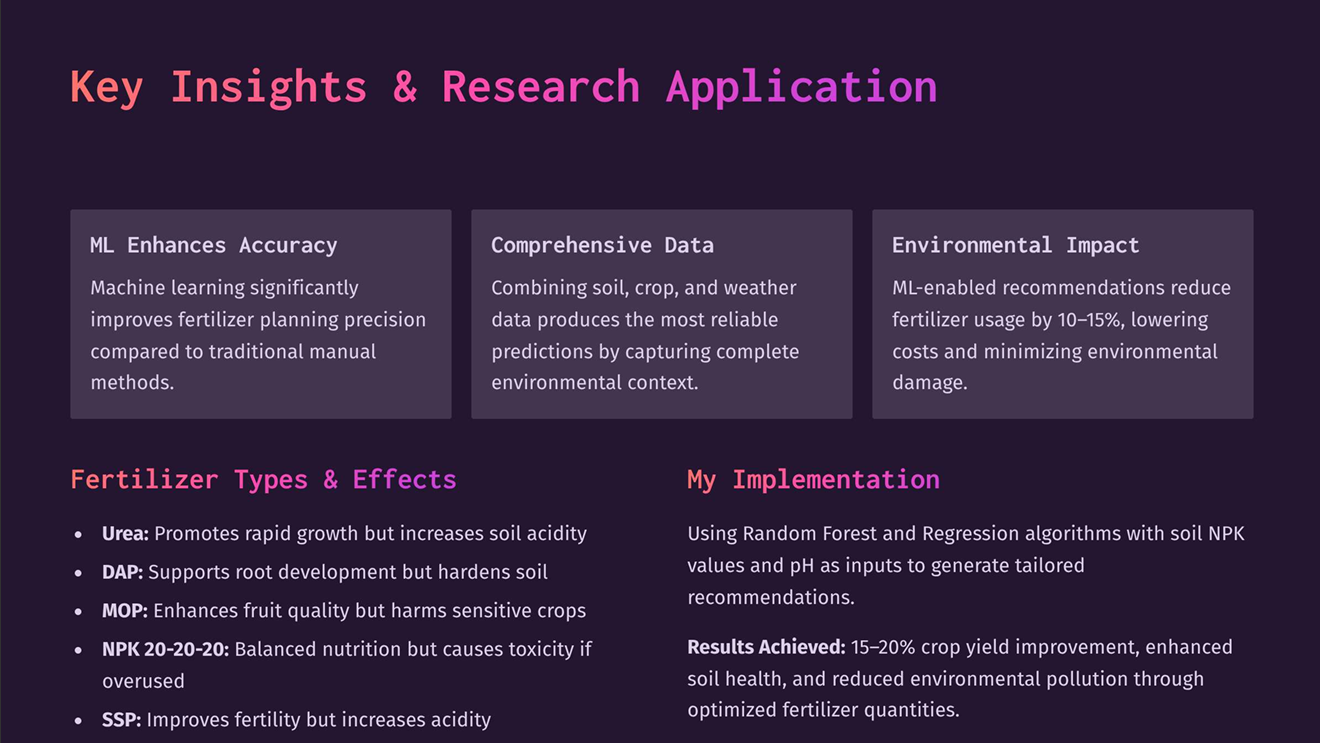 Key Insights & Research Application
ML Enhances Accuracy
Machine learning significantly
improves fertilizer planning precision
compared to traditional manual
methods.
Comprehensive Data
Combining soil, crop, and weather
data produces the most reliable
predictions by capturing complete
environmental context.
Environmental Impact
ML-enabled recommendations reduce
fertilizer usage by 10–15%, lowering
costs and minimizing environmental
damage.
Fertilizer Types & Effects
• Urea: Promotes rapid growth but increases soil acidity
• DAP: Supports root development but hardens soil
• MOP: Enhances fruit quality but harms sensitive crops
• NPK 20-20-20: Balanced nutrition but causes toxicity if
overused
• SSP: Improves fertility but increases acidity
My Implementation
Using Random Forest and Regression algorithms with soil NPK
values and pH as inputs to generate tailored
recommendations.
Results Achieved: 15–20% crop yield improvement, enhanced
soil health, and reduced environmental pollution through
optimized fertilizer quantities.